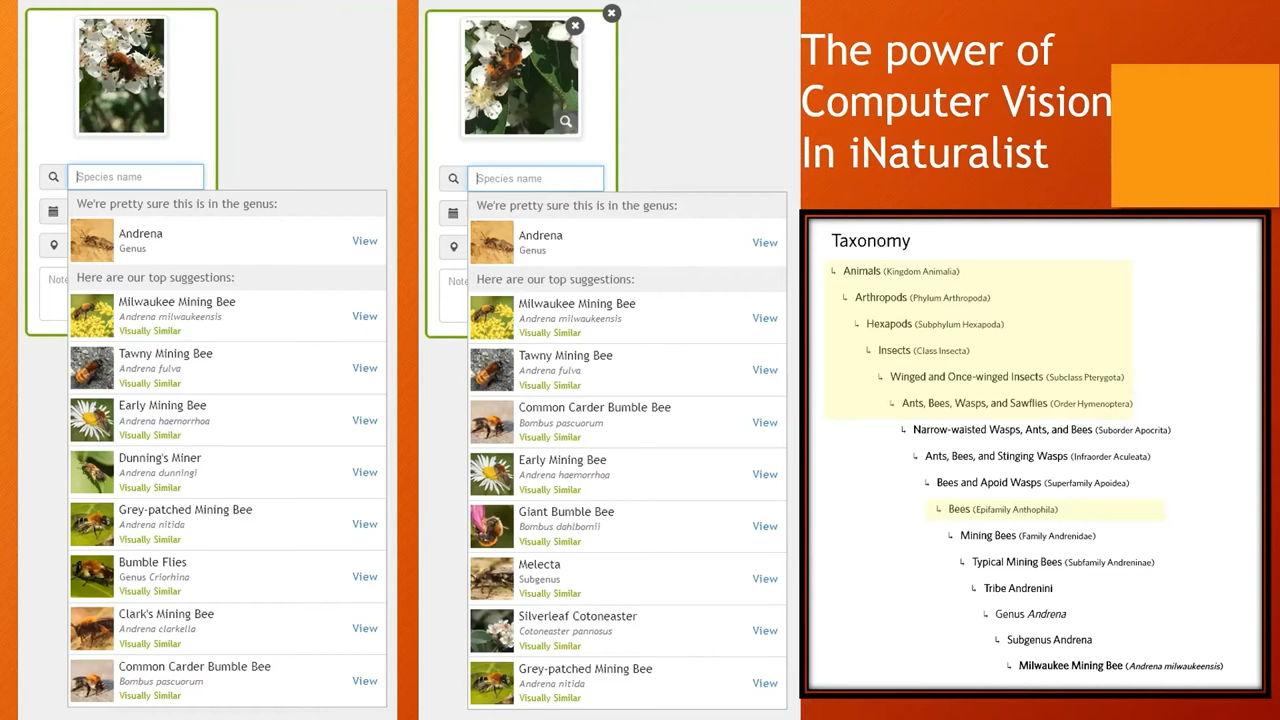 Species name
We're pretty sure this is in the genus:
Andrena
Genus
View
Here are our top suggestions:
Note
Milwaukee Mining Bee
Andrena milwaukeensis
Visually Similar
View
Tawny Mining Bee
Andrena fulva
Visually Similar
View
Early Mining Bee
Andrena haemorrhoa
Visually Similar
View
Dunning's Miner
Andrena dunningi
Visually Similar
View
Grey-patched Mining Bee
Andrena nitida
Visually Similar
View
Bumble Flies
Genus Criorhina
Visually Similar
View
Clark's Mining Bee
Andrena clarkella
Visually Similar
View
Common Carder Bumble Bee
Bombus pascuorum
Visually Similar
View
Species name
We're pretty sure this is in the genus:
Andrena
Genus
View
Here are our top suggestions:
Note
Milwaukee Mining Bee
Andrena milwaukeensis
Visually Similar
View
Tawny Mining Bee
Andrena fulva
Visually Similar
View
Common Carder Bumble Bee
Bombus pascuorum
Visually Similar
View
Early Mining Bee
Andrena haemorrhoa
Visually Similar
View
Giant Bumble Bee
Bombus dahlbomii
Visually Similar
View
Melecta
Subgenus
Visually Similar
View
Silverleaf Cotoneaster
Cotoneaster pannosus
Visually Similar
View
Grey-patched Mining Bee
Andrena nitida
Visually Similar
View
The power of
Computer Vision
In iNaturalist
Taxonomy
↳ Animals (Kingdom Animalia)
↳ Arthropods (Phylum Arthropoda)
↳ Hexapods (Subphylum Hexapoda)
↳ Insects (Class Insecta)
↳ Winged and Once-winged Insects (Subclass Pterygota)
↳ Ants, Bees, Wasps, and Sawflies (Order Hymenoptera)
↳ Narrow-waisted Wasps, Ants, and Bees (Suborder Apocrita)
↳ Ants, Bees, and Stinging Wasps (Infraorder Aculeata)
↳ Bees and Apoid Wasps (Superfamily Apoidea)
↳ Bees (Epifamily Anthophila)
↳ Mining Bees (Family Andrenidae)
↳ Typical Mining Bees (Subfamily Andreninae)
↳ Tribe Andrenini
↳ Genus Andrena
↳ Subgenus Andrena
↳ Milwaukee Mining Bee (Andrena milwaukeensis)